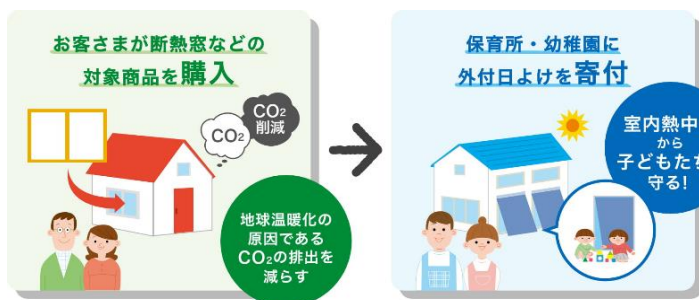 お客さまが断熱窓などの
対象商品を購入
CO2
CO2
削減
地球温暖化の
原因である
CO2の排出を
減らす
保育所・幼稚園に
外付日よけを寄付
室内熱中
から
子どもたち
守る!